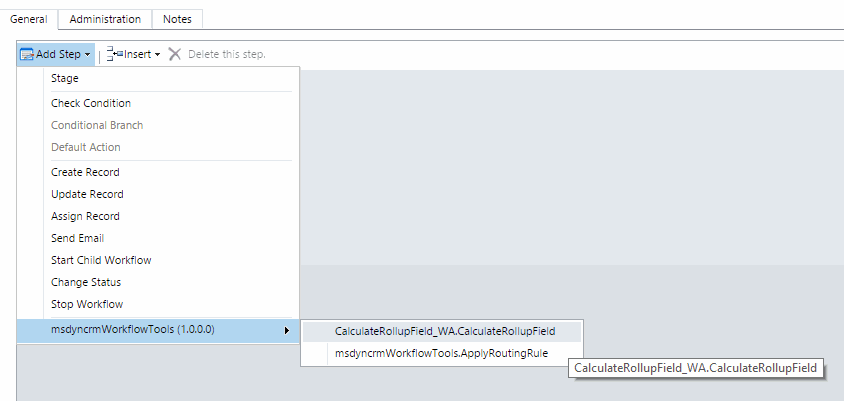 General Administration Notes
Add Step Insert Delete this step.
Stage
Check Condition
Conditional Branch
Default Action
Create Record
Update Record
Assign Record
Send Email
Start Child Workflow
Change Status
Stop Workflow
msdyncrmWorkflowTools (1.0.0.0)
CalculateRollupField_WA.CalculateRollupField
msdyncrmWorkflowTools.ApplyRoutingRule
CalculateRollupField_WA.CalculateRollupField